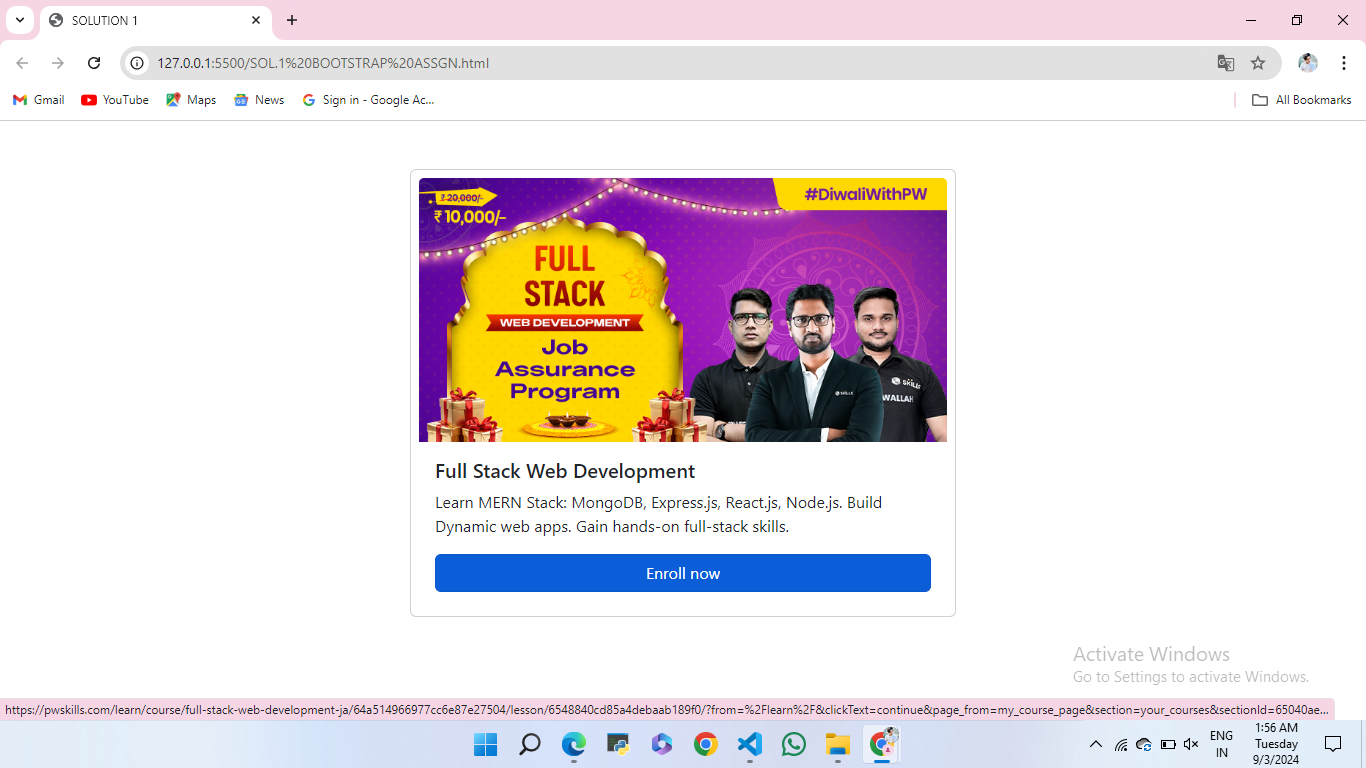 SOLUTION 1
127.0.0.1:5500/SOL.1%20BOOTSTRAP%20ASSGN.html
Gmail
YouTube
Maps
News
Sign in - Google Ac...
All Bookmarks
₹ 20,000/-
₹ 10,000/-
#DiwaliWithPW
FULL
STACK
WEB DEVELOPMENT
Job
Assurance
Program
SKILLS
SKILLS
WALLAH
Full Stack Web Development
Learn MERN Stack: MongoDB, Express.js, React.js, Node.js. Build
Dynamic web apps. Gain hands-on full-stack skills.
Enroll now
Activate Windows
Go to Settings to activate Windows.
https://pwskills.com/learn/course/full-stack-web-development-ja/64a514966977cc6e87e27504/lesson/6548840cd85a4debaab189f0/?from=%2Flearn%2F&clickText=continue&page_from=my_course_page&section=your_courses&sectionId=65040ae...
ENG
IN
1:56 AM
Tuesday
9/3/2024